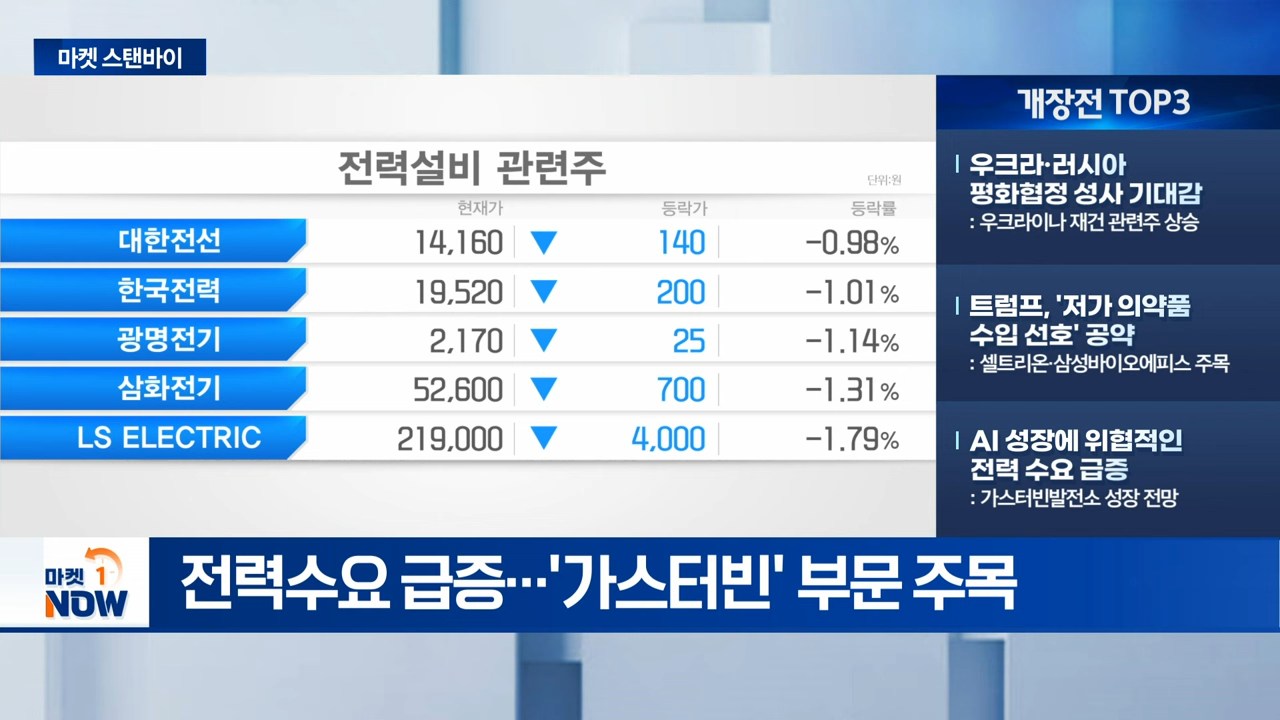 마켓 스탠바이
전력설비 관련주
단위:원
현재가 등락가 등락률
대한전선 14,160 ▼ 140 -0.98%
한국전력 19,520 ▼ 200 -1.01%
광명전기 2,170 ▼ 25 -1.14%
삼화전기 52,600 ▼ 700 -1.31%
LS ELECTRIC 219,000 ▼ 4,000 -1.79%
개장전 TOP3
우크라·러시아
평화협정 성사 기대감
: 우크라이나 재건 관련주 상승
트럼프, '저가 의약품
수입 선호' 공약
: 셀트리온·삼성바이오에피스 주목
AI 성장에 위협적인
전력 수요 급증
: 가스터빈발전소 성장 전망
마켓 1
NOW
전력수요 급증…'가스터빈' 부문 주목